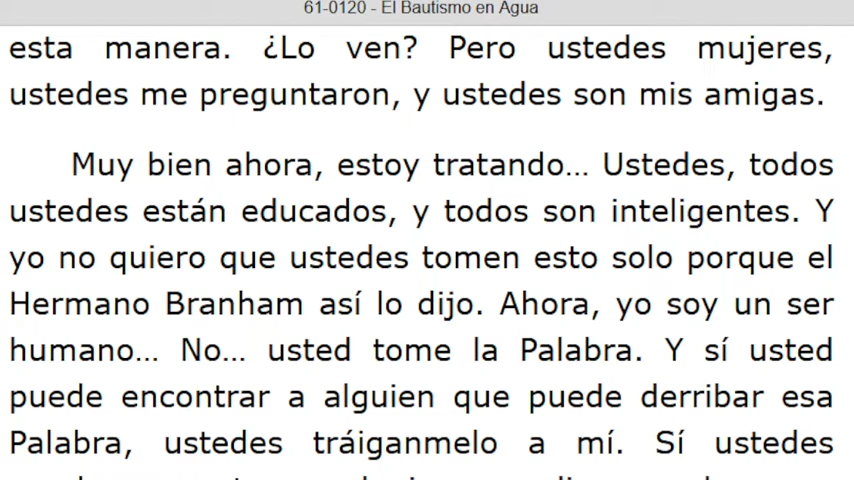 61-0120 - El Bautismo en Agua
esta manera. ¿Lo ven? Pero ustedes mujeres,
ustedes me preguntaron, y ustedes son mis amigas.
Muy bien ahora, estoy tratando... Ustedes, todos
ustedes están educados, y todos son inteligentes. Y
yo no quiero que ustedes tomen esto solo porque el
Hermano Branham así lo dijo. Ahora, yo soy un ser
humano... No... usted tome la Palabra. Y sí usted
puede encontrar a alguien que puede derribar esa
Palabra, ustedes tráiganmelo a mí. Sí ustedes